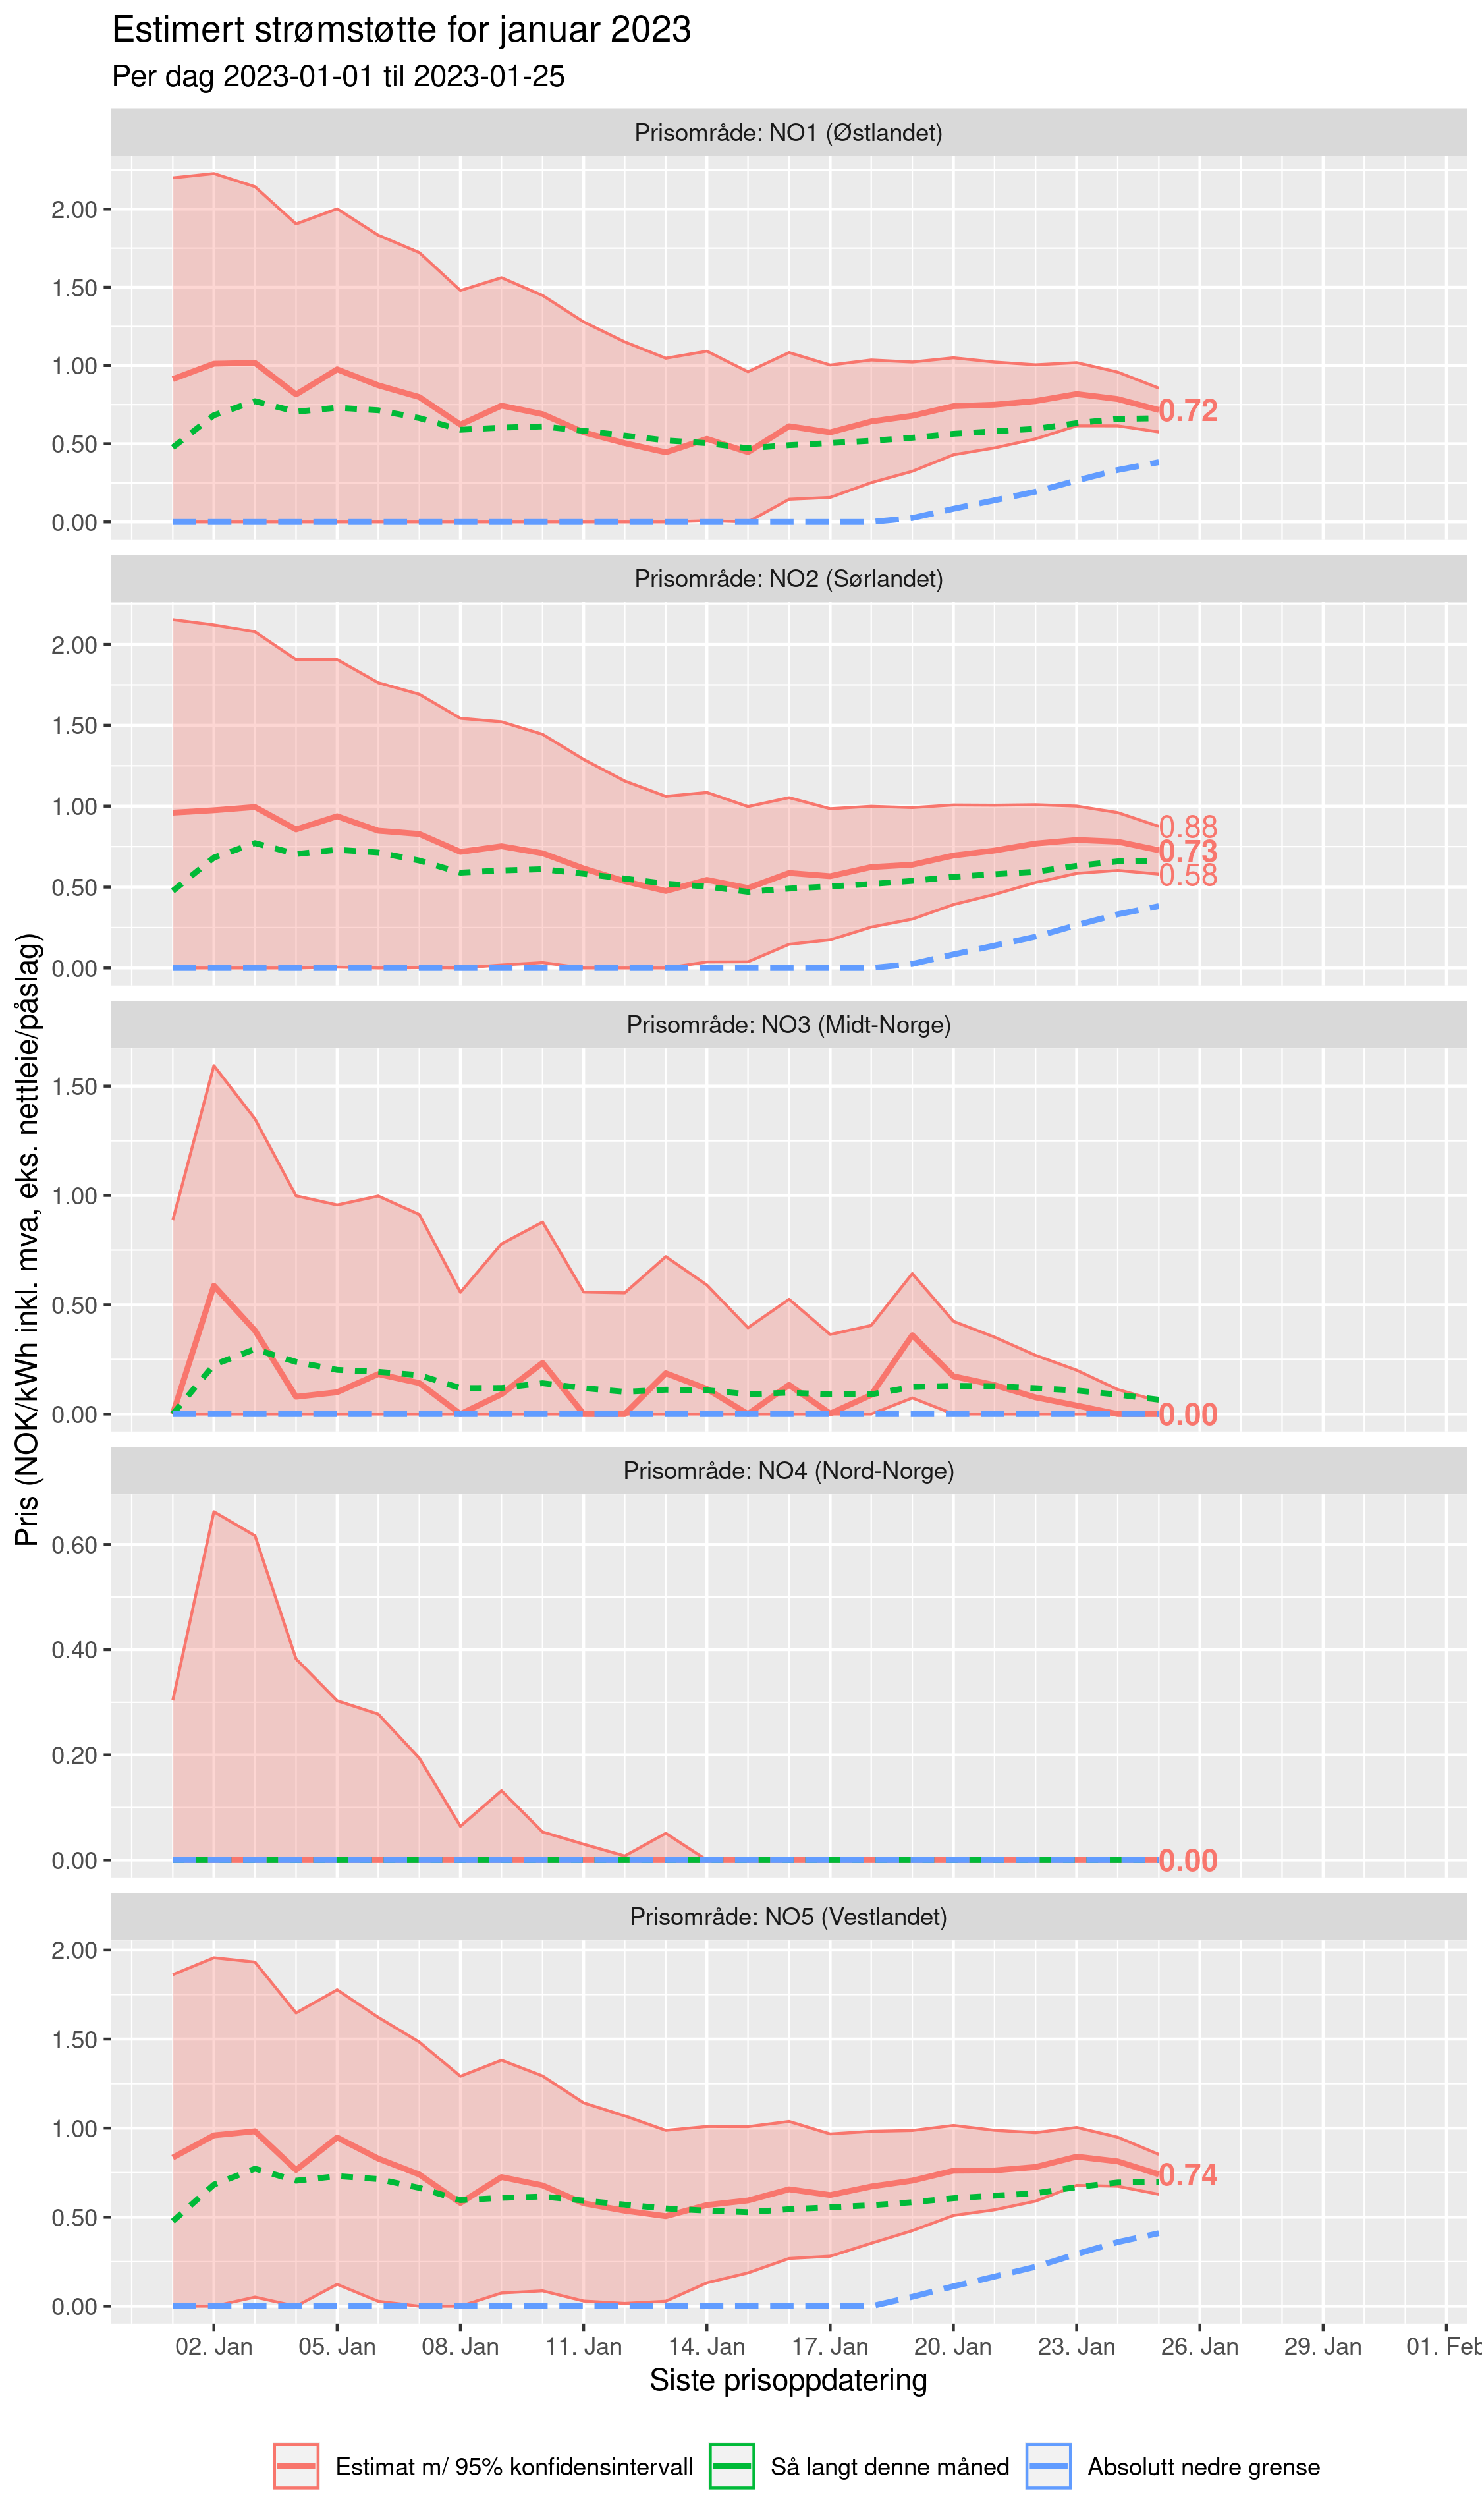 Estimert strømstøtte for januar 2023
Per dag 2023-01-01 til 2023-01-25
Pris (NOK/kWh inkl. mva, eks. nettleie/påslag)
Prisområde: NO1 (Østlandet)
2.00
1.50
1.00
0.50
0.00
0.72
Prisområde: NO2 (Sørlandet)
2.00
1.50
1.00
0.50
0.00
0.88
0.73
0.58
Prisområde: NO3 (Midt-Norge)
1.50
1.00
0.50
0.00
0.00
Prisområde: NO4 (Nord-Norge)
0.60
0.40
0.20
0.00
0.00
Prisområde: NO5 (Vestlandet)
2.00
1.50
1.00
0.50
0.00
0.74
02. Jan 05. Jan 08. Jan 11. Jan 14. Jan 17. Jan 20. Jan 23. Jan 26. Jan 29. Jan 01. Feb
Siste prisoppdatering
Estimat m/ 95% konfidensintervall Så langt denne måned Absolutt nedre grense